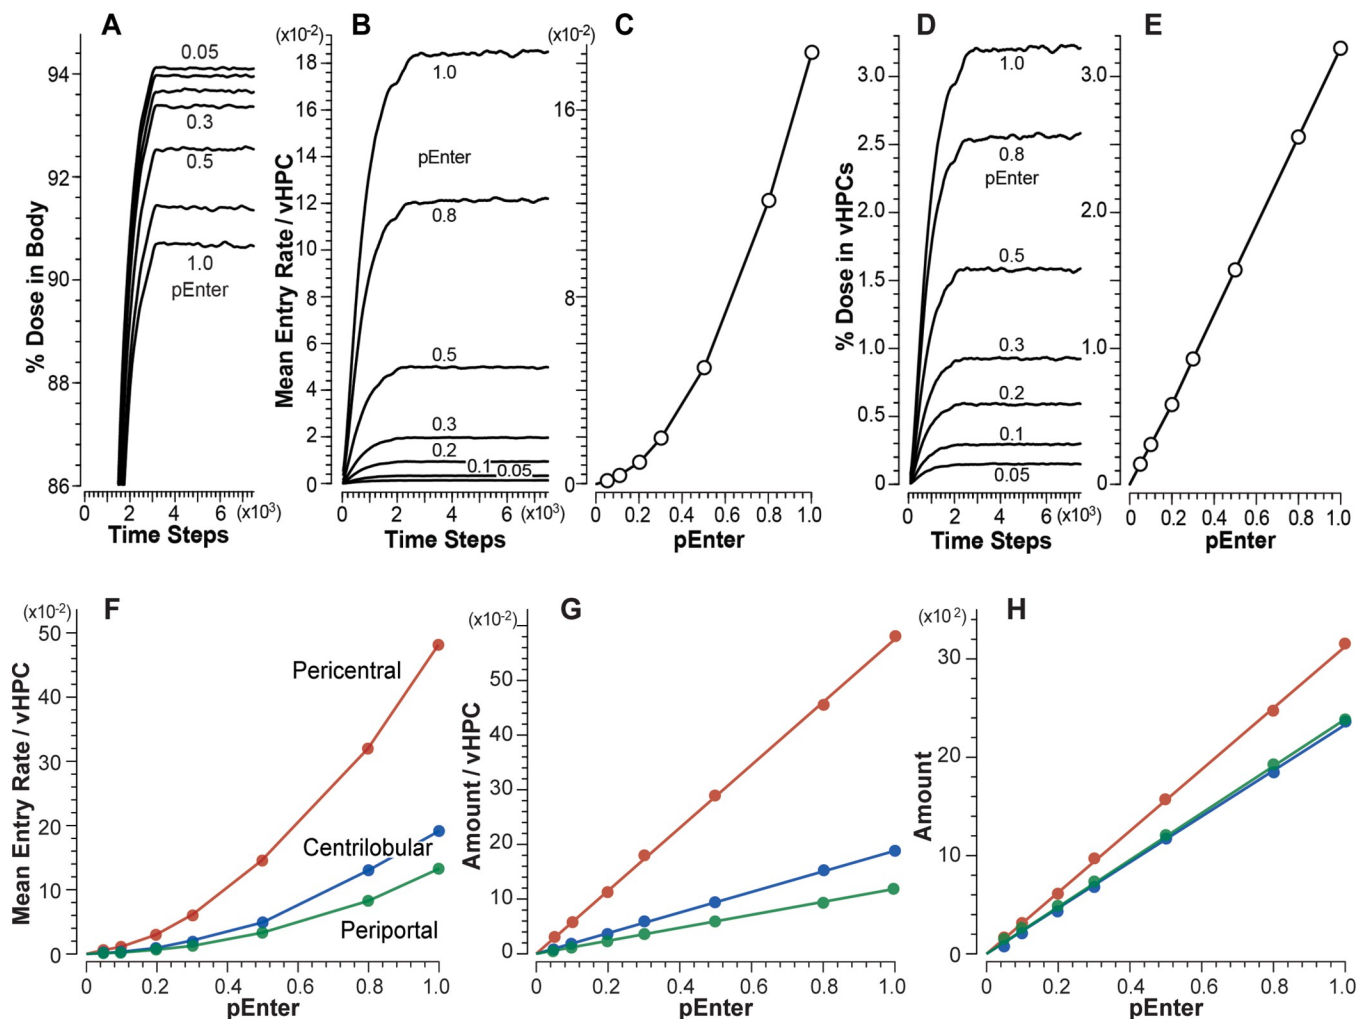 A
% Dose in Body
94
92
90
88
86
0.05
0.3
0.5
1.0
pEnter
0 2 4 6 (x10³)
Time Steps
B
(x10-2)
Mean Entry Rate / vHPC
18
16
14
12
10
8
6
4
2
0
1.0
pEnter
0.8
0.5
0.3
0.2
0.1 0.05
0 2 4 6 (x10³)
Time Steps
C
(x10-2)
16
8
0
0 0.2 0.4 0.6 0.8 1.0
pEnter
D
% Dose in vHPCs
3.0
2.0
1.0
0.5
0
1.0
0.8
pEnter
0.5
0.3
0.2
0.1
0.05
0 2 4 6 (x10³)
Time Steps
E
3.0
2.0
1.0
0
0 0.2 0.4 0.6 0.8 1.0
pEnter
F
(x10-2)
Mean Entry Rate / vHPC
50
40
30
20
10
0
Pericentral
Centrilobular
Periportal
0 0.2 0.4 0.6 0.8 1.0
pEnter
G
(x10-2)
Amount / vHPC
50
40
30
20
10
0
0 0.2 0.4 0.6 0.8 1.0
pEnter
H
(x10 2)
Amount
30
20
10
0
0 0.2 0.4 0.6 0.8 1.0
pEnter